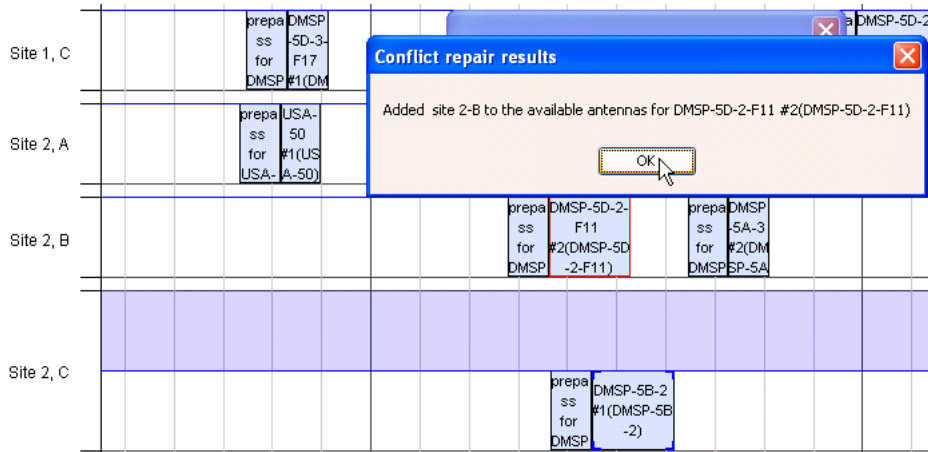 Site 1, C
prepa
ss
for
DMSP
DMSP
-5D-3-
F17
#1(DM
DMSP-5D-2
Conflict repair results
Added site 2-B to the available antennas for DMSP-5D-2-F11 #2(DMSP-5D-2-F11)
OK
Site 2, A
prepa
ss
for
USA-
USA-
50
#1(US
A-50)
Site 2, B
prepa
ss
for
DMSP
DMSP-5D-2-
F11
#2(DMSP-5D
-2-F11)
prepa
ss
for
DMSP
DMSP
-5A-3
#2(DM
SP-5A
Site 2, C
prepa
ss
for
DMSP
DMSP-5B-2
#1(DMSP-5B
-2)